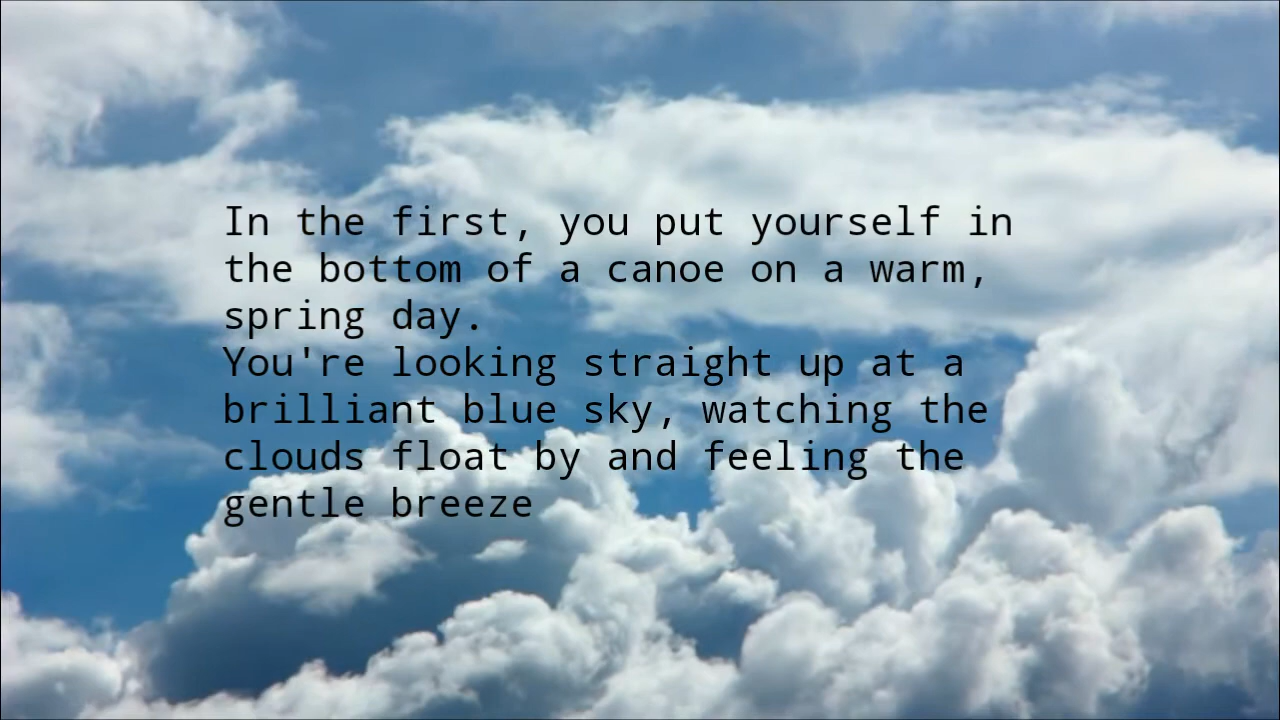 In the first, you put yourself in
the bottom of a canoe on a warm,
spring day.
You're looking straight up at a
brilliant blue sky, watching the
clouds float by and feeling the
gentle breeze